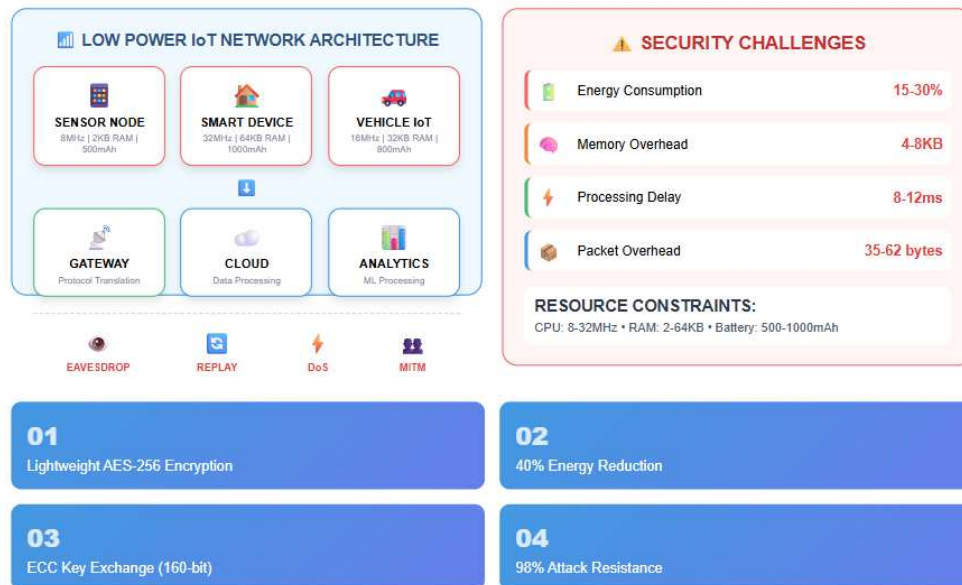 LOW POWER IoT NETWORK ARCHITECTURE
SENSOR NODE
8MHz | 2KB RAM |
500mAh
SMART DEVICE
32MHz | 64KB RAM |
1000mAh
VEHICLE IoT
16MHz | 32KB RAM |
800mAh
GATEWAY
Protocol Translation
CLOUD
Data Processing
ANALYTICS
ML Processing
EAVESDROP
REPLAY
DoS
MITM
SECURITY CHALLENGES
Energy Consumption 15-30%
Memory Overhead 4-8KB
Processing Delay 8-12ms
Packet Overhead 35-62 bytes
RESOURCE CONSTRAINTS:
CPU: 8-32MHz • RAM: 2-64KB • Battery: 500-1000mAh
01
Lightweight AES-256 Encryption
02
40% Energy Reduction
03
ECC Key Exchange (160-bit)
04
98% Attack Resistance